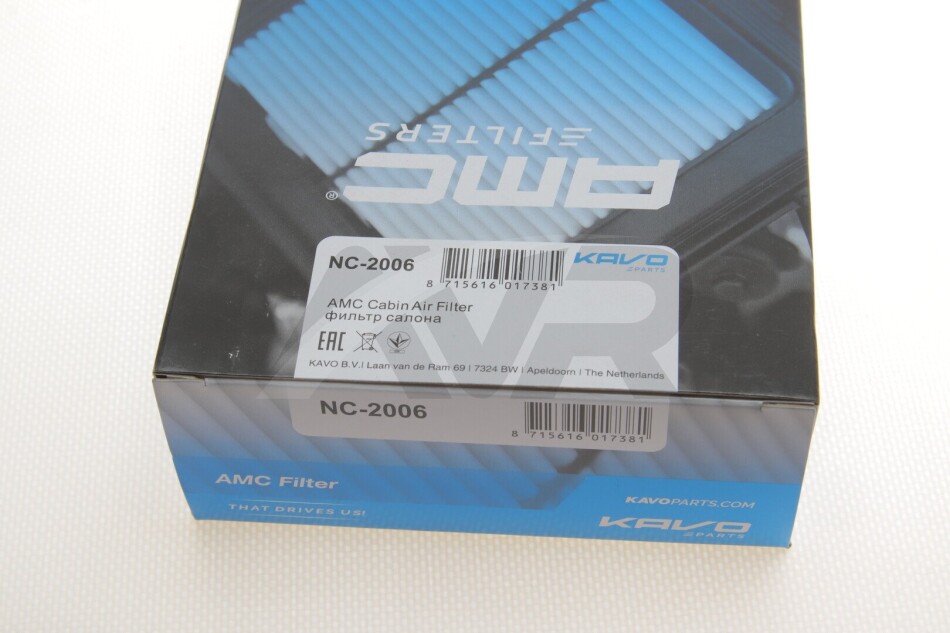 FILTERS
AMC®
NC-2006
8 715616 017381
KAVO
PARTS
AMC Cabin Air Filter
фильтр салона
EAC
KAVO B.V. | Laan van de Ram 69 | 7324 BW | Apeldoorn | The Netherlands
AVR
NC-2006
8 715616 017381
AMC Filter
THAT DRIVES US!
KAVOPARTS.COM
KAVO
PARTS